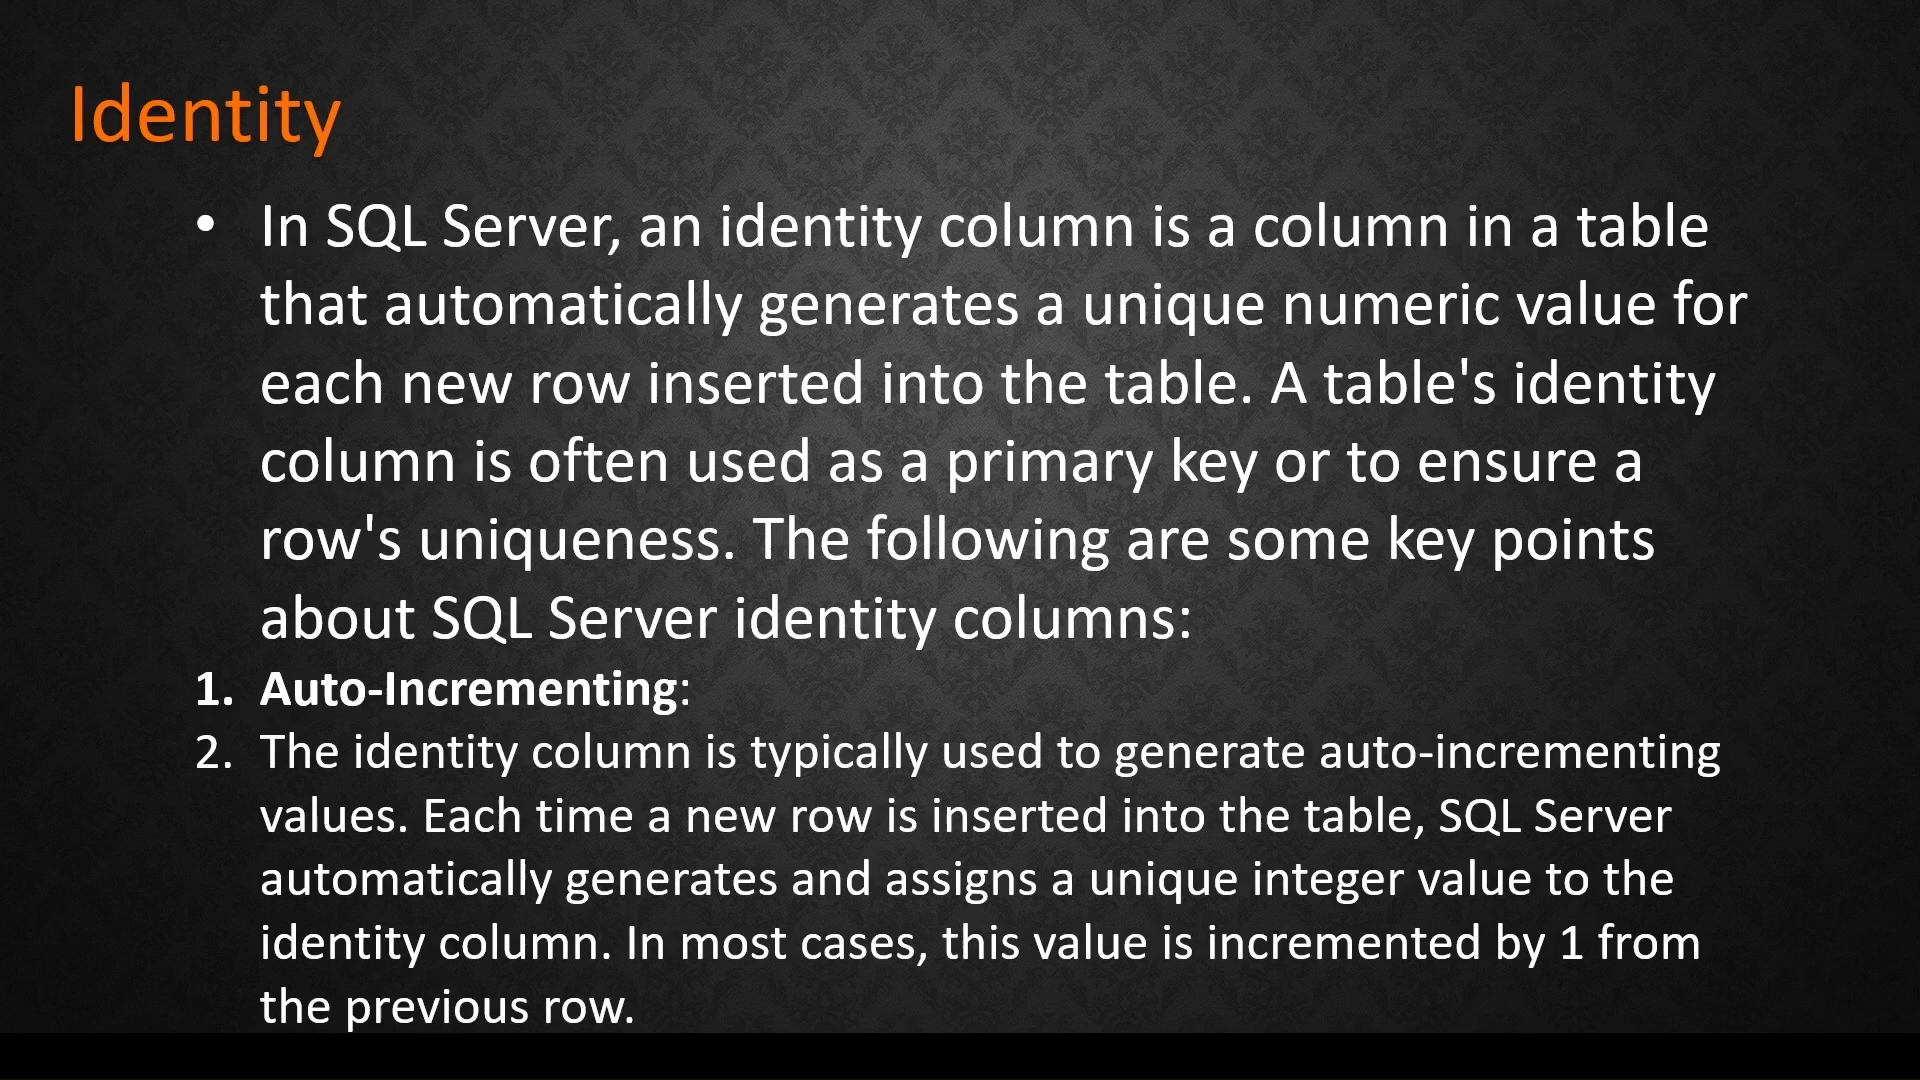 Identity
• In SQL Server, an identity column is a column in a table
that automatically generates a unique numeric value for
each new row inserted into the table. A table's identity
column is often used as a primary key or to ensure a
row's uniqueness. The following are some key points
about SQL Server identity columns:
1. Auto-Incrementing:
2. The identity column is typically used to generate auto-incrementing
values. Each time a new row is inserted into the table, SQL Server
automatically generates and assigns a unique integer value to the
identity column. In most cases, this value is incremented by 1 from
the previous row.